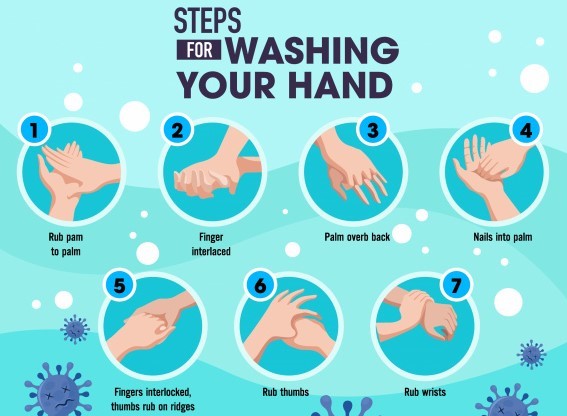 STEPS
FOR WASHING
YOUR HAND
1
Rub pam
to palm
2
Finger
interlaced
3
Palm overb back
4
Nails into palm
5
Fingers interlocked,
thumbs rub on ridges
6
Rub thumbs
7
Rub wrists